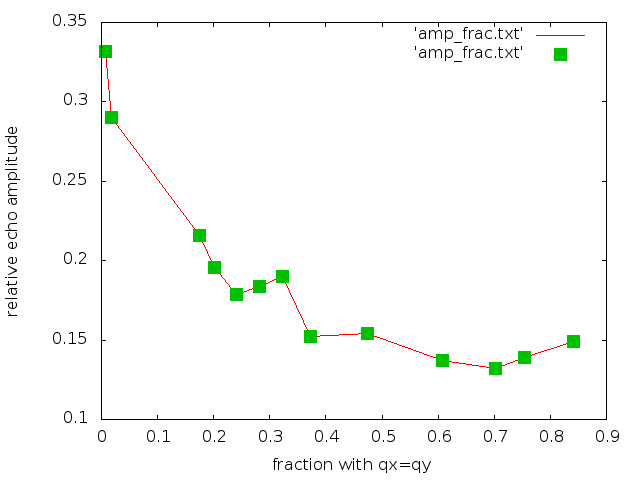 0.35
'amp_frac.txt'
'amp_frac.txt'
0.3
0.25
0.2
0.15
0.1
relative echo amplitude
0 0.1 0.2 0.3 0.4 0.5 0.6 0.7 0.8 0.9
fraction with qx=qy